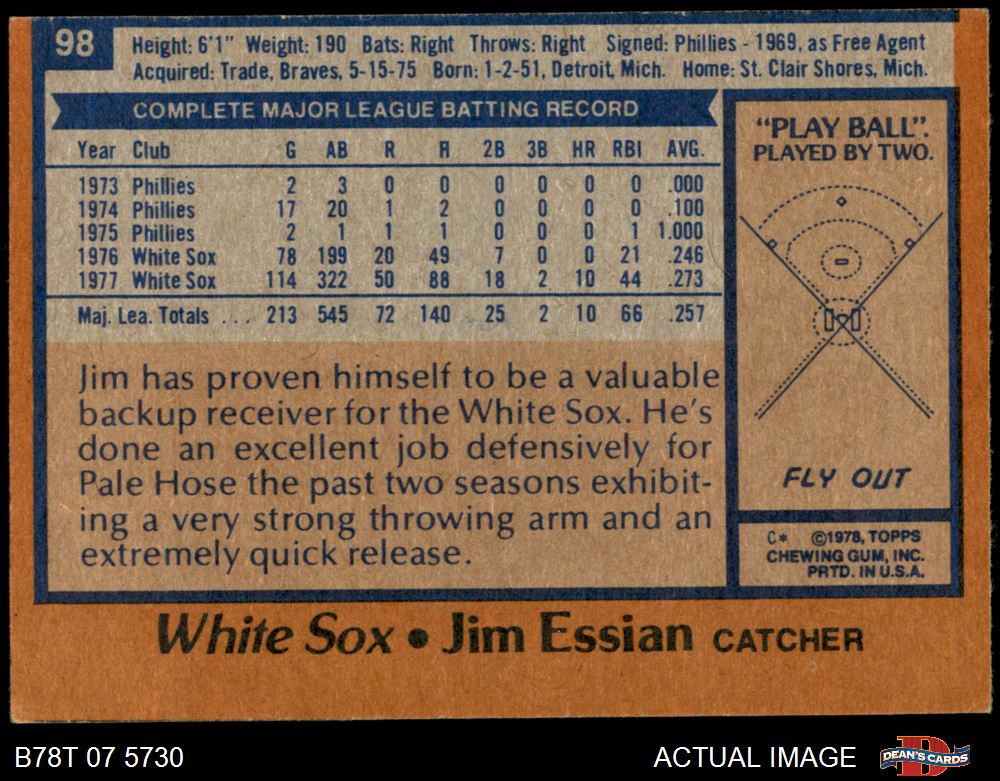 98
Height: 6'1" Weight: 190 Bats: Right Throws: Right Signed: Phillies - 1969, as Free Agent
Acquired: Trade, Braves, 5-15-75 Born: 1-2-51, Detroit, Mich. Home: St. Clair Shores, Mich.
COMPLETE MAJOR LEAGUE BATTING RECORD
Year Club G AB R H 2B 3B HR RBI AVG.
1973 Phillies 2 3 0 0 0 0 0 0 .000
1974 Phillies 17 20 1 2 0 0 0 0 .100
1975 Phillies 2 1 1 1 0 0 0 1 1.000
1976 White Sox 78 199 20 49 7 0 0 21 .246
1977 White Sox 114 322 50 88 18 2 10 44 .273
Maj. Lea. Totals ... 213 545 72 140 25 2 10 66 .257
Jim has proven himself to be a valuable
backup receiver for the White Sox. He's
done an excellent job defensively for
Pale Hose the past two seasons exhibit-
ing a very strong throwing arm and an
extremely quick release.
"PLAY BALL".
PLAYED BY TWO.
FLY OUT
C* ©1978, TOPPS
CHEWING GUM, INC.
PRTD. IN U.S.A.
White Sox • Jim Essian CATCHER
B78T 07 5730
ACTUAL IMAGE
D
DEAN'S CARDS